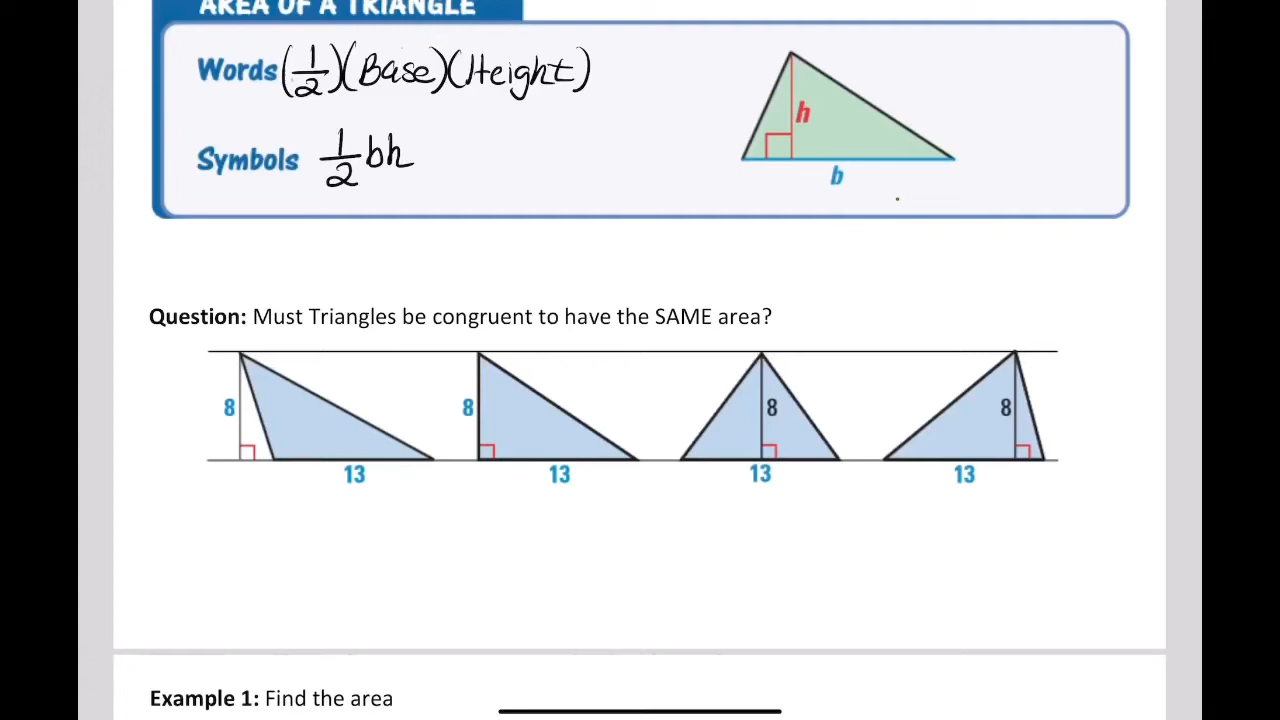 AREA OF A TRIANGLE
Words (1/2)(Base)(Height)
h
Symbols 1/2 bh
b
Question: Must Triangles be congruent to have the SAME area?
8 8 8 8
13 13 13 13
Example 1: Find the area